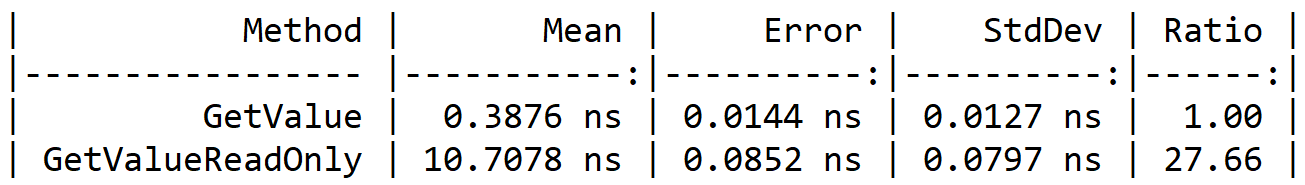 |           Method |       Mean |     Error |    StdDev | Ratio |
|----------------- |-----------:|----------:|----------:|------:|
|         GetValue |  0.3876 ns | 0.0144 ns | 0.0127 ns |  1.00 |
| GetValueReadOnly | 10.7078 ns | 0.0852 ns | 0.0797 ns | 27.66 |